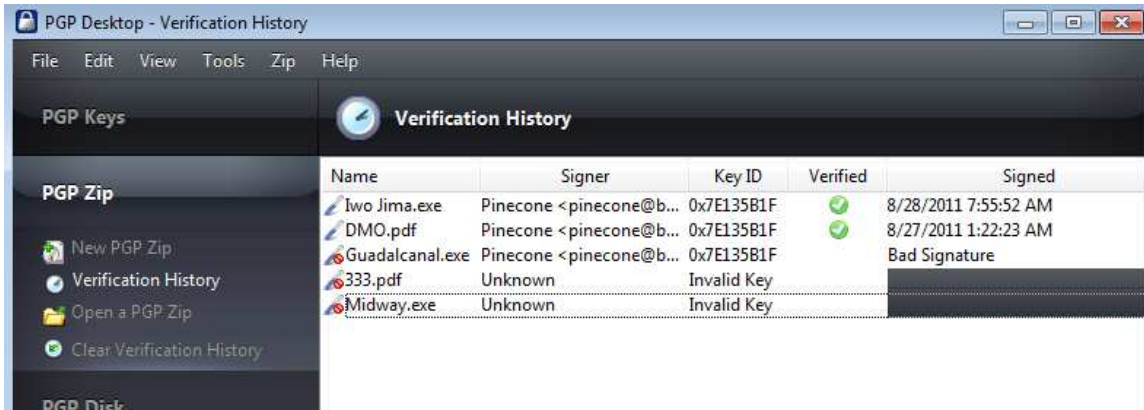 PGP Desktop - Verification History
File Edit View Tools Zip Help
PGP Keys
Verification History
PGP Zip
New PGP Zip
Verification History
Open a PGP Zip
Clear Verification History
PGP Disk
Name Signer Key ID Verified Signed
Iwo Jima.exe Pinecone <pinecone@b... 0x7E135B1F 8/28/2011 7:55:52 AM
DMO.pdf Pinecone <pinecone@b... 0x7E135B1F 8/27/2011 1:22:23 AM
Guadalcanal.exe Pinecone <pinecone@b... 0x7E135B1F Bad Signature
333.pdf Unknown Invalid Key
Midway.exe Unknown Invalid Key